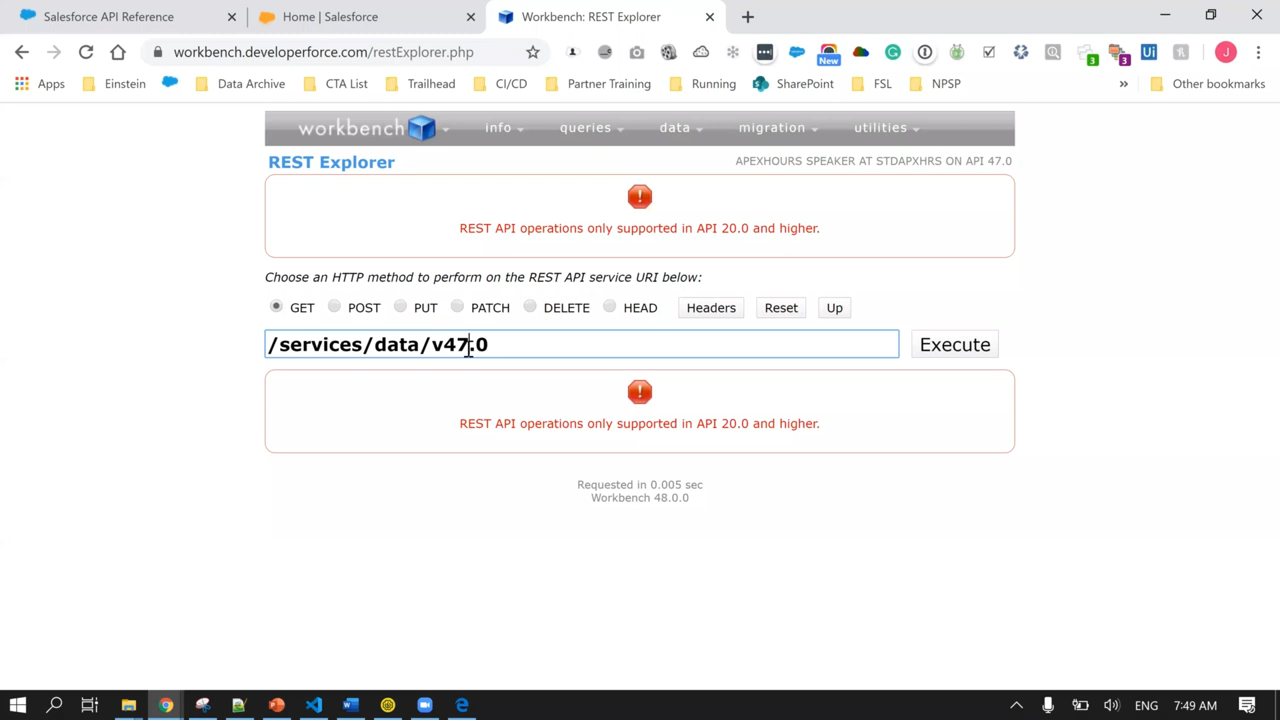 Salesforce API Reference
Home | Salesforce
Workbench: REST Explorer
workbench.developerforce.com/restExplorer.php
New
3
3
Ui
J
Apps
Einstein
Data Archive
CTA List
Trailhead
CI/CD
Partner Training
Running
SharePoint
FSL
NPSP
»
Other bookmarks
workbench
info
queries
data
migration
utilities
REST Explorer
APEXHOURS SPEAKER AT STDAPXHRS ON API 47.0
REST API operations only supported in API 20.0 and higher.
Choose an HTTP method to perform on the REST API service URI below:
GET POST PUT PATCH DELETE HEAD Headers Reset Up
/services/data/v47.0
Execute
REST API operations only supported in API 20.0 and higher.
Requested in 0.005 sec
Workbench 48.0.0
ENG
7:49 AM